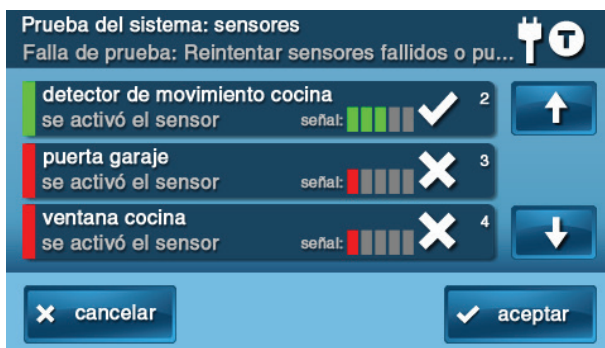 Prueba del sistema: sensores
Falla de prueba: Reintentar sensores fallidos o pu...
T
detector de movimiento cocina
2
se activó el sensor señal:
puerta garaje
3
se activó el sensor señal:
ventana cocina
4
se activó el sensor señal:
cancelar
aceptar